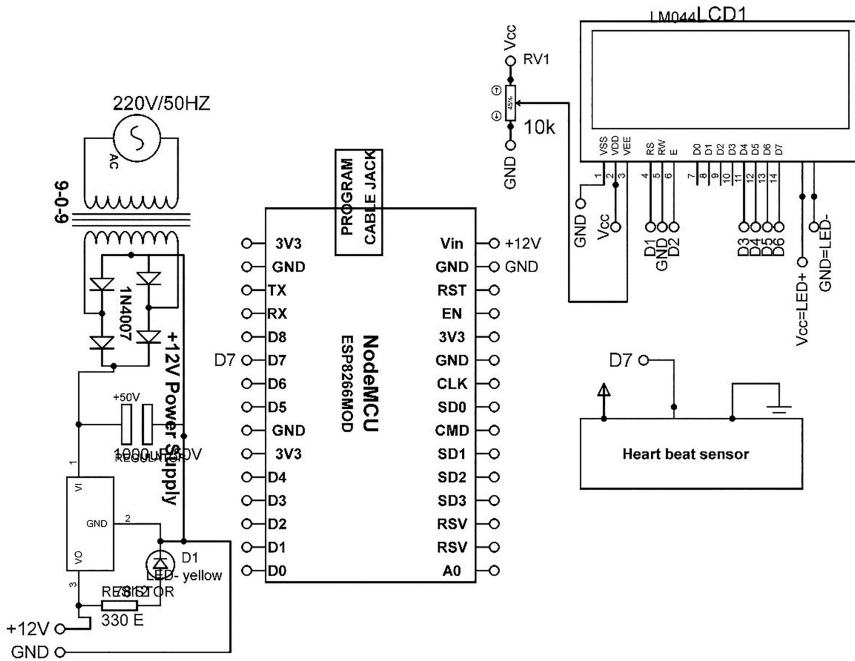 LM044LCD1
Vcc
RV1
45%
10k
GND
VSS VDD VEE RS RW E D0 D1 D2 D3 D4 D5 D6 D7
1 2 3 4 5 6 7 8 9 10 11 12 13 14
GND Vcc D1 GND D2 D3 D4 D5 D6 Vcc=LED+ GND=LED-
220V/50HZ
AC
9-0-9
1N4007
+12V Power Supply
+50V
1000uF/50V
REGULATOR
1
VI
GND 2
VO
3
D1
LED- yellow
RESISTOR
7812
330 E
+12V
GND
PROGRAM
CABLE JACK
NodeMCU
ESP8266MOD
3V3 Vin +12V
GND GND GND
TX RST
RX EN
D8 3V3
D7 D7 GND
D6 CLK
D5 SD0
GND CMD
3V3 SD1
D4 SD2
D3 SD3
D2 RSV
D1 RSV
D0 A0
D7
Heart beat sensor